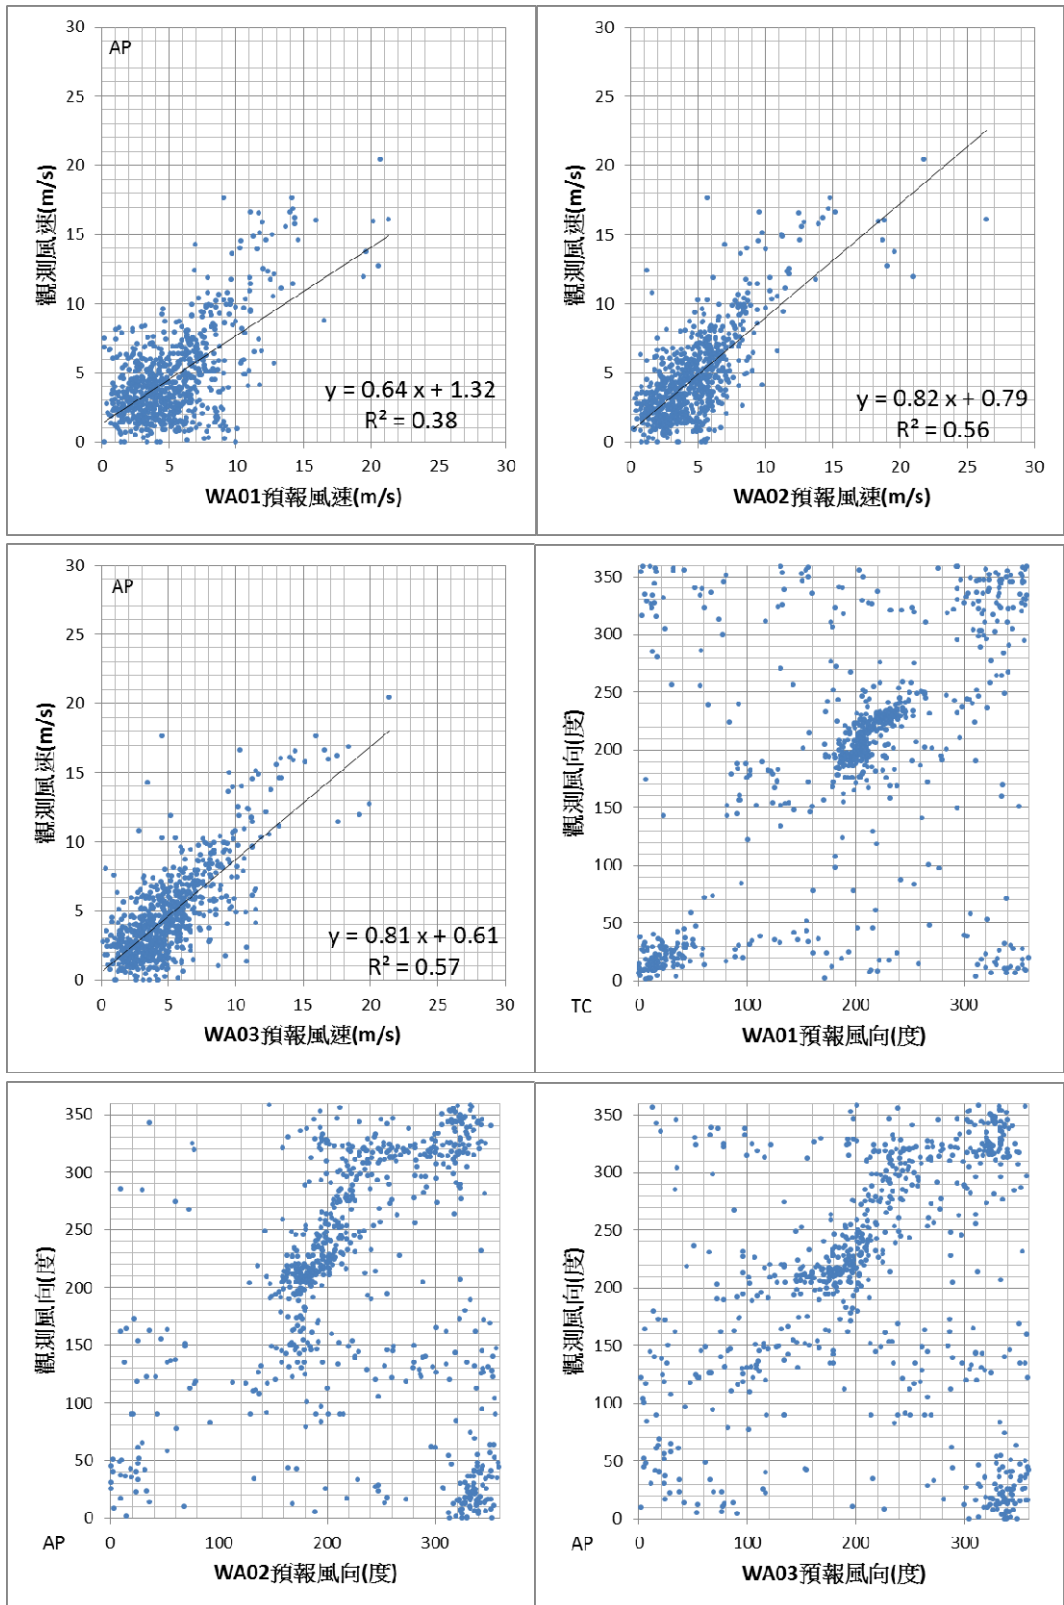 AP
30
25
20
15
10
5
0
觀測風速(m/s)
y = 0.64 x + 1.32
R² = 0.38
0 5 10 15 20 25 30
WA01預報風速(m/s)
30
25
20
15
10
5
0
觀測風速(m/s)
y = 0.82 x + 0.79
R² = 0.56
0 5 10 15 20 25 30
WA02預報風速(m/s)
AP
30
25
20
15
10
5
0
觀測風速(m/s)
y = 0.81 x + 0.61
R² = 0.57
0 5 10 15 20 25 30
WA03預報風速(m/s)
350
300
250
200
150
100
50
0
觀測風向(度)
TC
0 100 200 300
WA01預報風向(度)
350
300
250
200
150
100
50
0
觀測風向(度)
AP
0 100 200 300
WA02預報風向(度)
350
300
250
200
150
100
50
0
觀測風向(度)
AP
0 100 200 300
WA03預報風向(度)